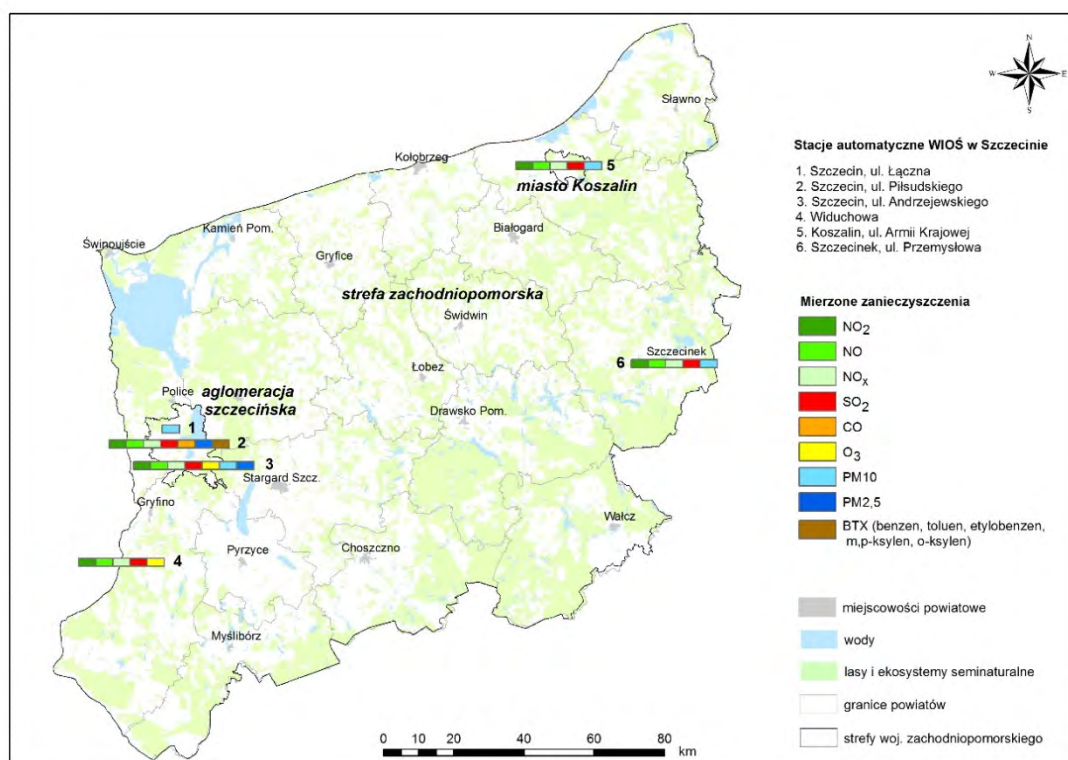 N
W
E
S
Sławno
Kołobrzeg
5
miasto Koszalin
Kamień Pom.
Białogard
Świnoujście
Gryfice
strefa zachodniopomorska
Świdwin
Szczecinek
6
Łobez
Police
aglomeracja
szczecińska
Drawsko Pom.
1
2
3
Stargard Szcz.
Gryfino
Wałcz
Pyrzyce
Choszczno
4
Myślibórz
0 10 20 40 60 80
km
Stacje automatyczne WIOŚ w Szczecinie
1. Szczecin, ul. Łączna
2. Szczecin, ul. Piłsudskiego
3. Szczecin, ul. Andrzejewskiego
4. Widuchowa
5. Koszalin, ul. Armii Krajowej
6. Szczecinek, ul. Przemysłowa
Mierzone zanieczyszczenia
NO2
NO
NOx
SO2
CO
O3
PM10
PM2,5
BTX (benzen, toluen, etylobenzen,
m,p-ksylen, o-ksylen)
miejscowości powiatowe
wody
lasy i ekosystemy seminaturalne
granice powiatów
strefy woj. zachodniopomorskiego